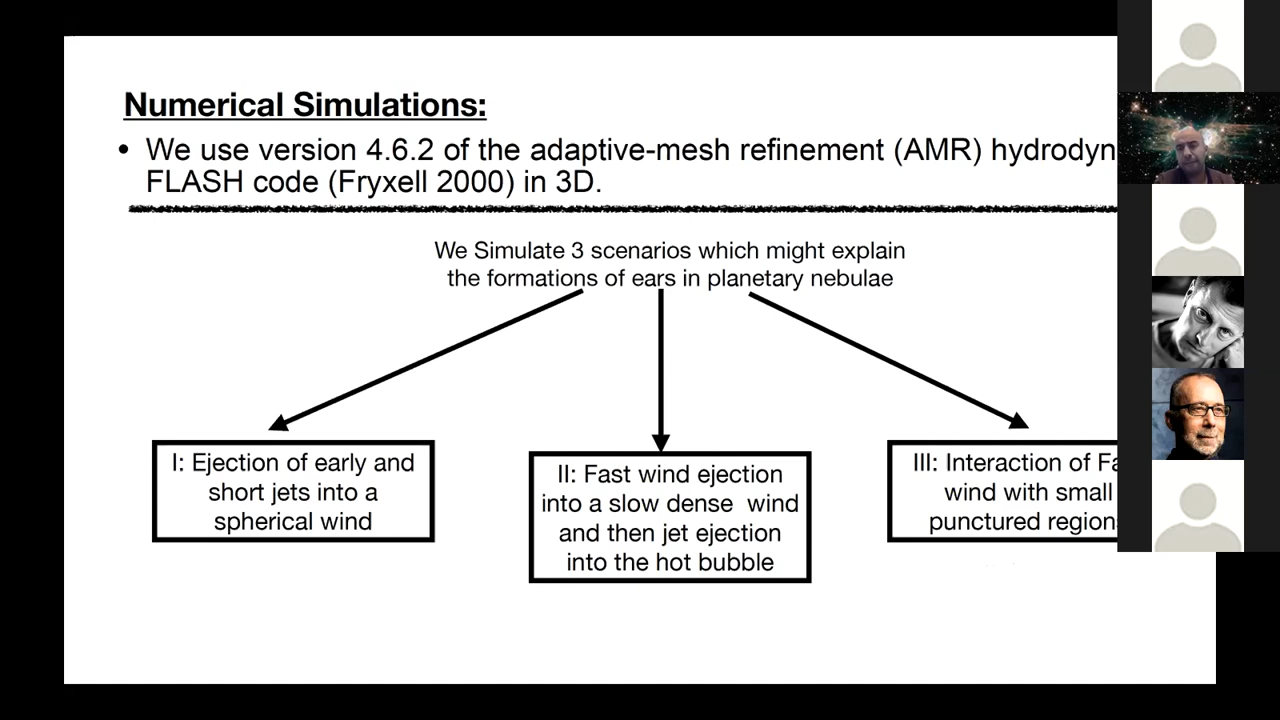 Numerical Simulations:
• We use version 4.6.2 of the adaptive-mesh refinement (AMR)
FLASH code (Fryxell 2000) in 3D.
We Simulate 3 scenarios which might explain
the formations of ears in planetary nebulae
I: Ejection of early and
short jets into a
spherical wind
II: Fast wind ejection
into a slow dense wind
and then jet ejection
into the hot bubble
III: Interaction of
wind with small
punctured